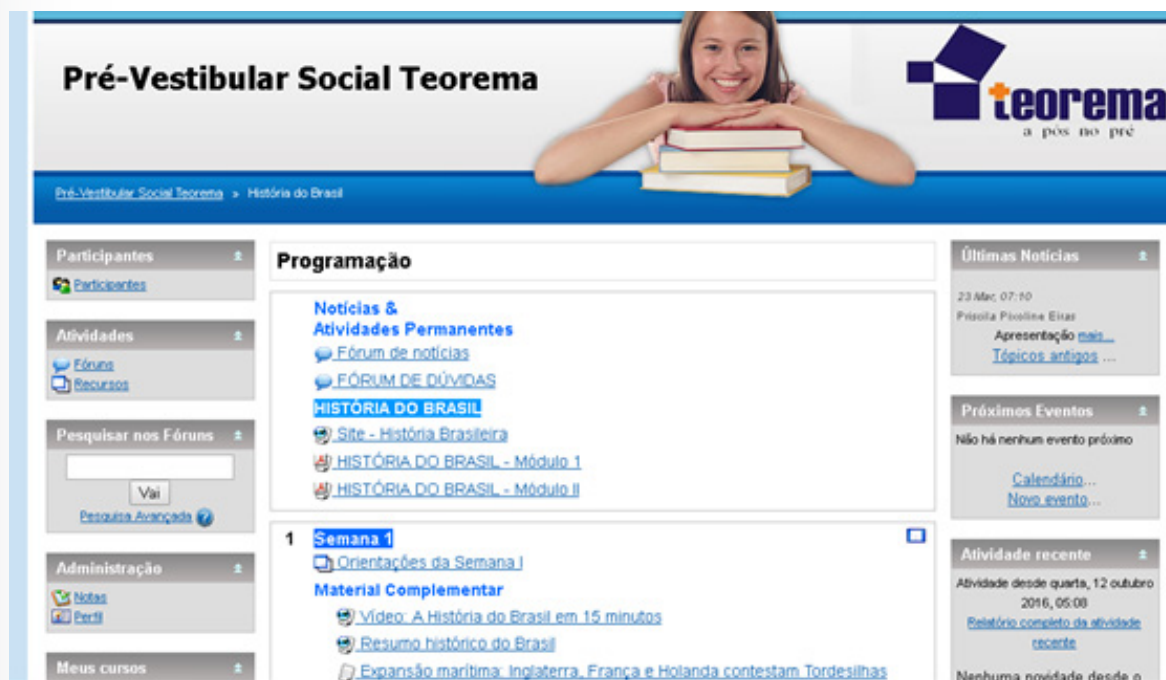 Pré-Vestibular Social Teorema
teorema
a pós no pré
Pré-Vestibular Social Teorema » História do Brasil
Participantes
Participantes
Atividades
Fóruns
Recursos
Pesquisar nos Fóruns
Vai
Pesquisa Avançada
Administração
Notas
Perfil
Meus cursos
Programação
Notícias &
Atividades Permanentes
Fórum de notícias
FÓRUM DE DÚVIDAS
HISTÓRIA DO BRASIL
Site - História Brasileira
HISTÓRIA DO BRASIL - Módulo 1
HISTÓRIA DO BRASIL - Módulo II
1 Semana 1
Orientações da Semana I
Material Complementar
Vídeo: A História do Brasil em 15 minutos
Resumo histórico do Brasil
Expansão marítima: Inglaterra, França e Holanda contestam Tordesilhas
Últimas Notícias
23 Mar, 07:10
Priscila Pixoline Eiras
Apresentação mais...
Tópicos antigos ...
Próximos Eventos
Não há nenhum evento próximo
Calendário...
Novo evento...
Atividade recente
Atividade desde quarta, 12 outubro
2016, 05:08
Relatório completo da atividade
recente
Nenhuma novidade desde o